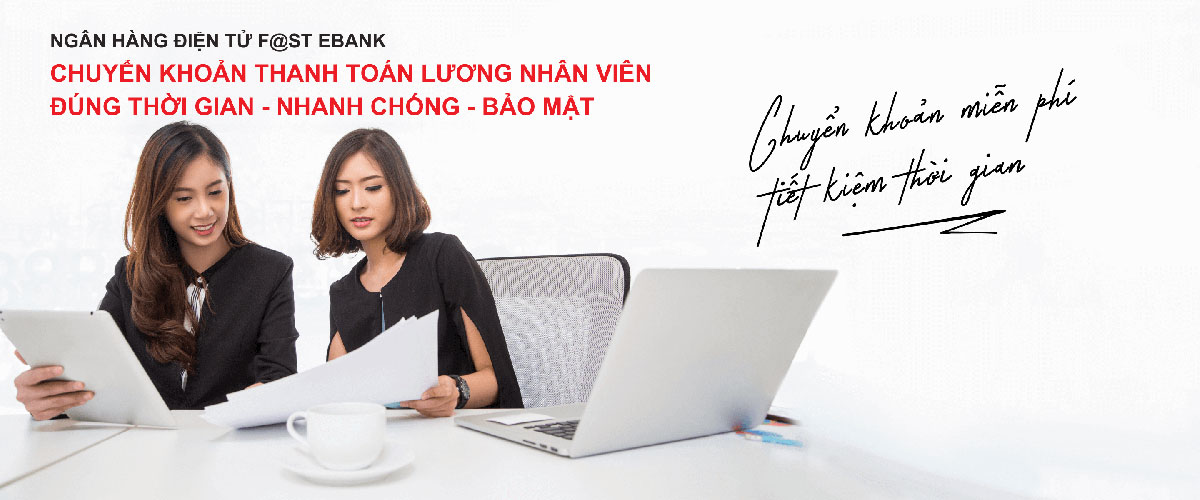 NGÂN HÀNG ĐIỆN TỬ F@ST EBANK
CHUYỂN KHOẢN THANH TOÁN LƯƠNG NHÂN VIÊN
ĐÚNG THỜI GIAN - NHANH CHÓNG - BẢO MẬT
Chuyển khoản miễn phí
tiết kiệm thời gian